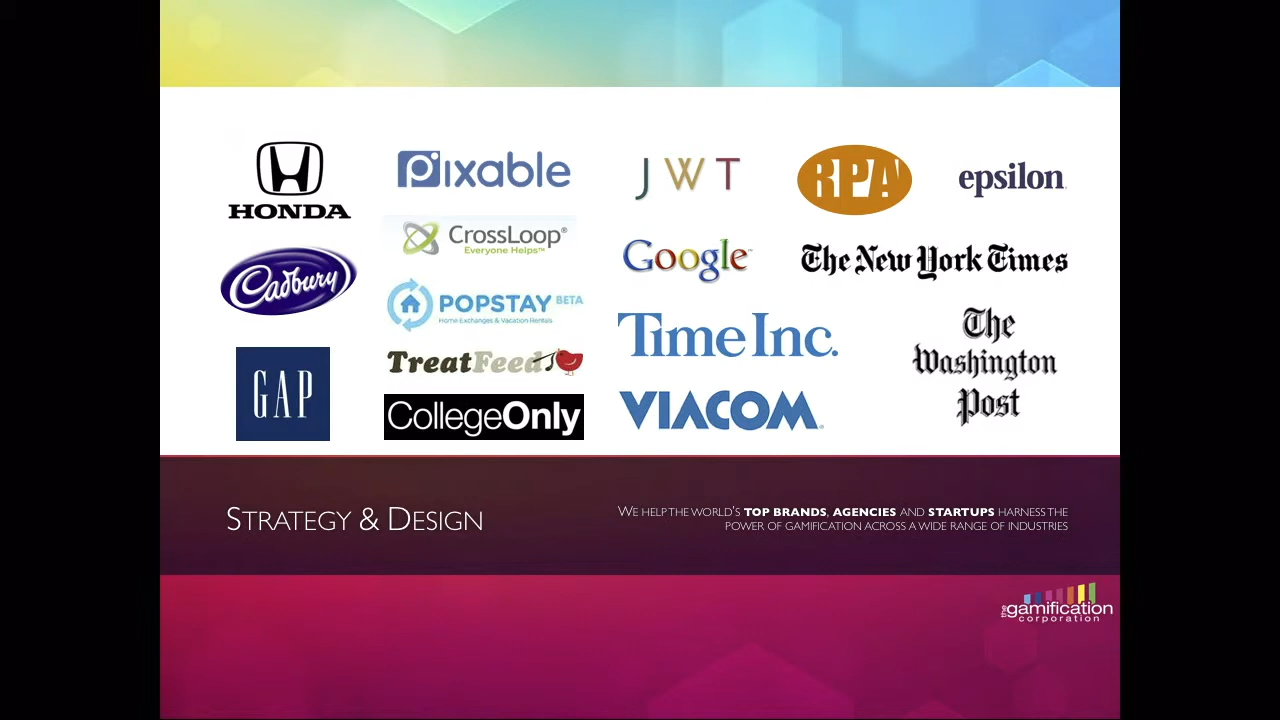 HONDA
Cadbury
GAP
Pixable
CrossLoop®
Everyone Helps™
POPSTAY BETA
Home Exchanges & Vacation Rentals
TreatFeed
CollegeOnly
JWT
RPA
epsilon.
Google™
The New York Times
Time Inc.
VIACOM®
The
Washington
Post
STRATEGY & DESIGN
WE HELP THE WORLD'S TOP BRANDS, AGENCIES AND STARTUPS HARNESS THE
POWER OF GAMIFICATION ACROSS A WIDE RANGE OF INDUSTRIES
the gamification
corporation